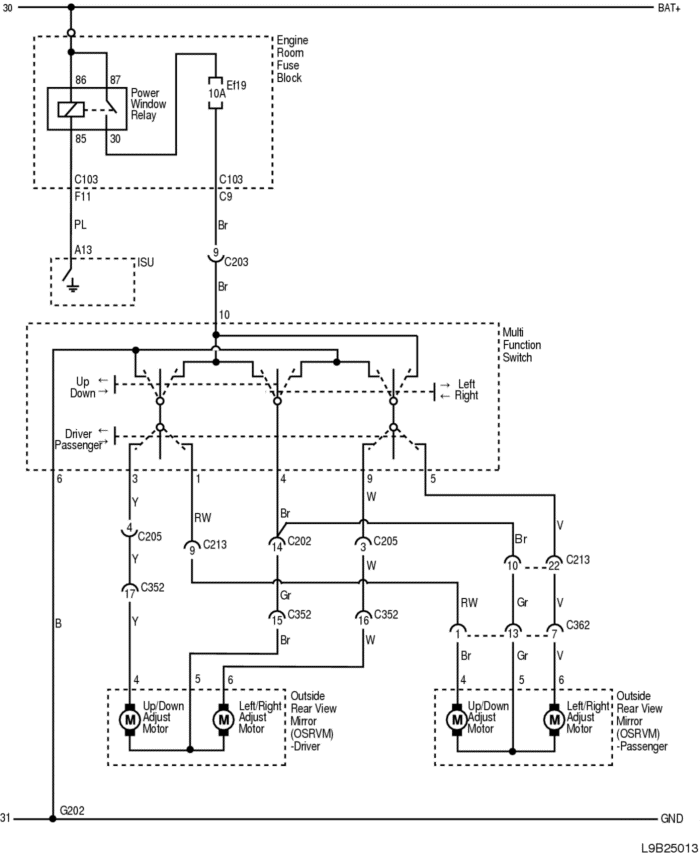 30
BAT+
Engine
Room
Fuse
Block
86
87
Ef19
10A
Power
Window
Relay
85
30
C103
C103
F11
C9
PL
Br
A13
9
C203
ISU
Br
10
Multi
Function
Switch
Up ←
Down →
→ Left
← Right
Driver ←
Passenger →
6
3
1
4
9
5
Y
W
RW
Br
V
4
C205
C213
C202
C205
Br
C213
9
14
3
10
22
Y
W
C352
C352
C352
17
Gr
RW
Gr
V
C362
15
16
1
13
7
B
Y
Br
W
Br
Gr
V
4
5
6
4
5
6
Up/Down
Adjust
Motor
Left/Right
Adjust
Motor
Outside
Rear View
Mirror
(OSRVM)
-Driver
M
M
Up/Down
Adjust
Motor
Left/Right
Adjust
Motor
Outside
Rear View
Mirror
(OSRVM)
-Passenger
M
M
31
G202
GND
L9B25013